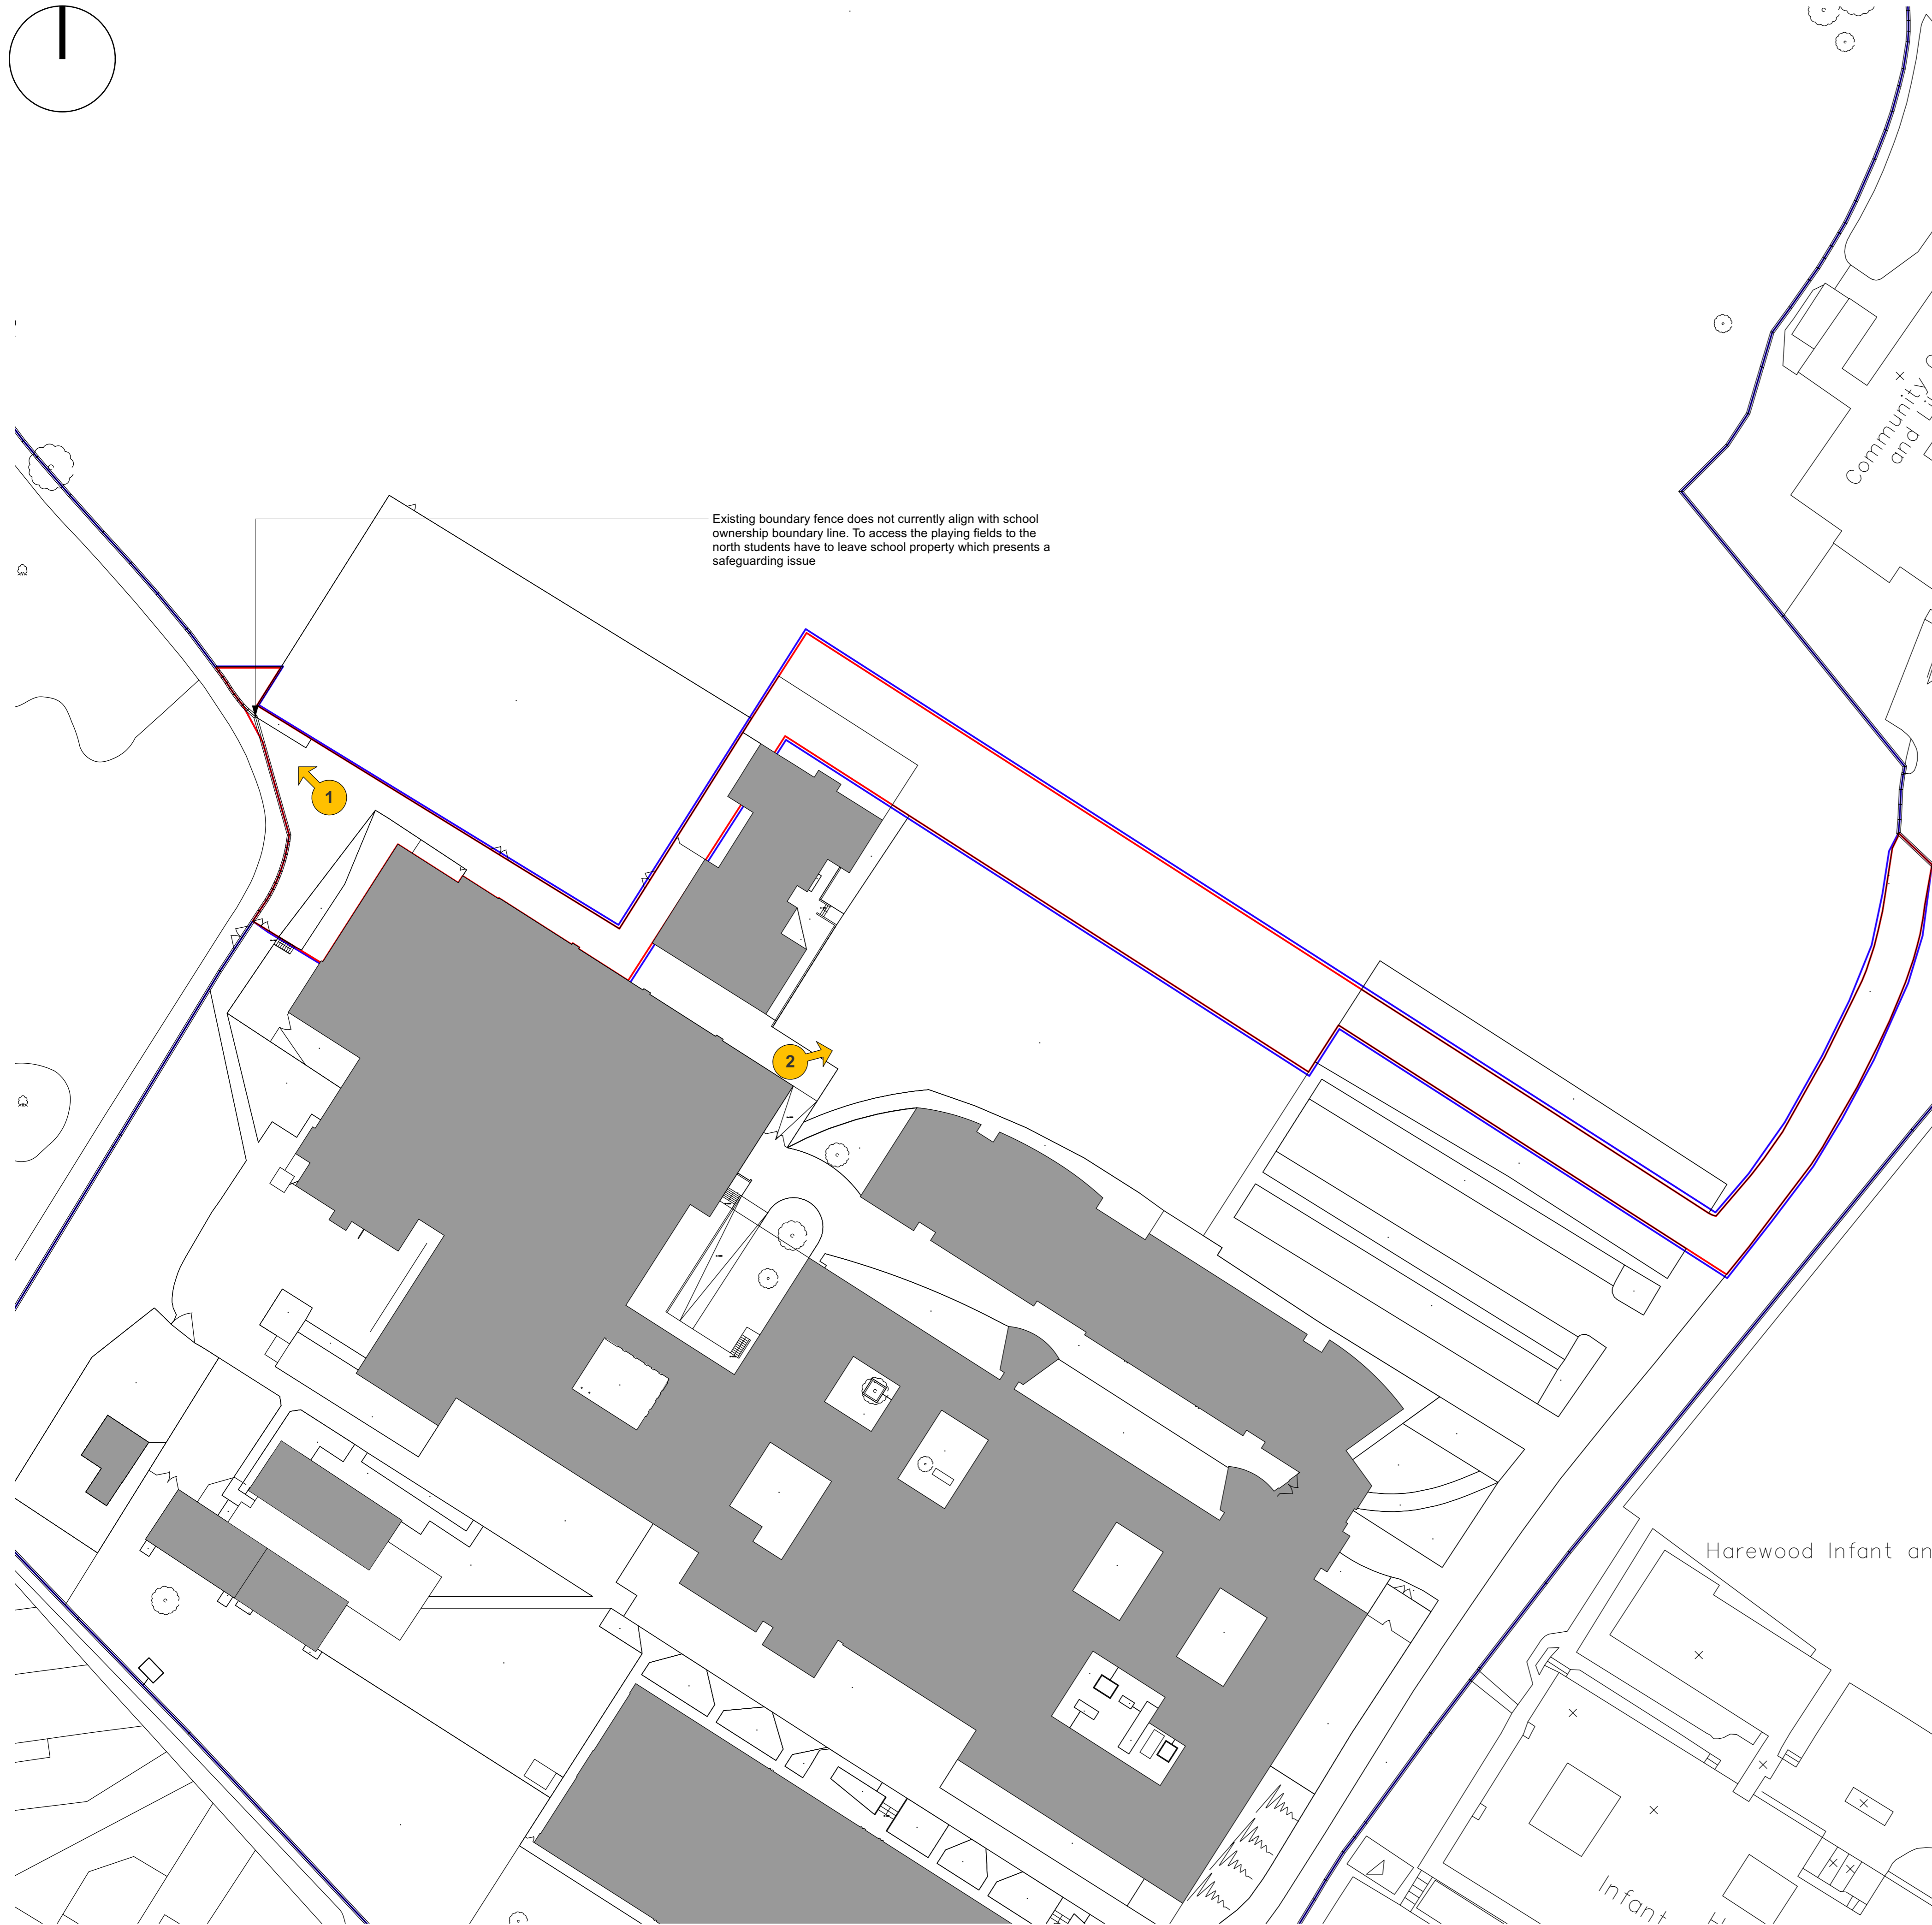 Community
and
Existing boundary fence does not currently align with school
ownership boundary line. To access the playing fields to the
north students have to leave school property which presents a
safeguarding issue
1
2
Harewood Infant an
Infant